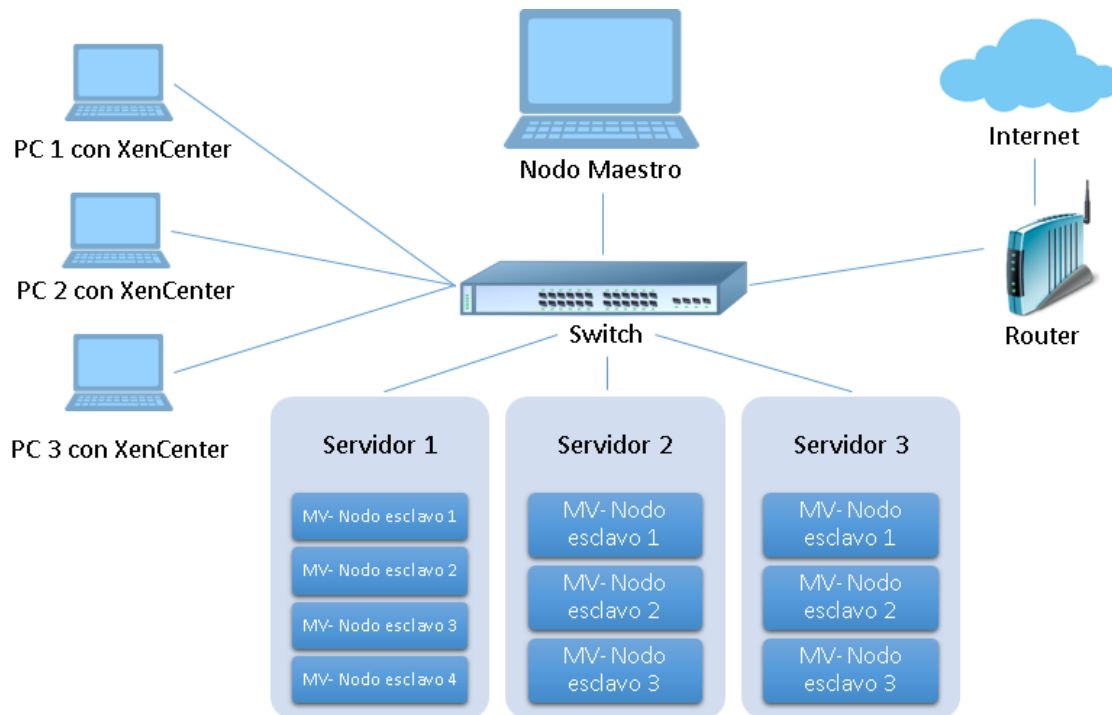 PC 1 con XenCenter
Nodo Maestro
Internet
PC 2 con XenCenter
Switch
Router
PC 3 con XenCenter
Servidor 1
MV- Nodo esclavo 1
MV- Nodo esclavo 2
MV- Nodo esclavo 3
MV- Nodo esclavo 4
Servidor 2
MV- Nodo
esclavo 1
MV- Nodo
esclavo 2
MV- Nodo
esclavo 3
Servidor 3
MV- Nodo
esclavo 1
MV- Nodo
esclavo 2
MV- Nodo
esclavo 3